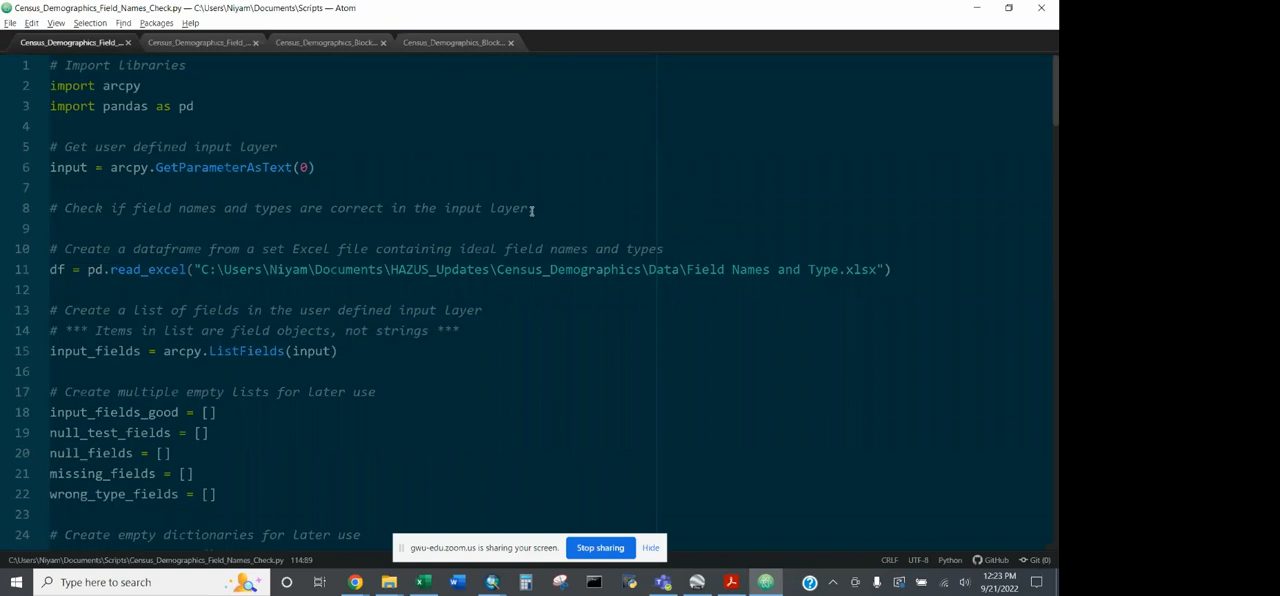 Census_Demographics_Field_Names_Check.py — C:\Users\Niyam\Documents\Scripts — Atom
File Edit View Selection Find Packages Help
Census_Demographics_Field_... Census_Demographics_Field_... Census_Demographics_Block... Census_Demographics_Block...
1 # Import libraries
2 import arcpy
3 import pandas as pd
4
5 # Get user defined input layer
6 input = arcpy.GetParameterAsText(0)
7
8 # Check if field names and types are correct in the input layer
9
10 # Create a dataframe from a set Excel file containing ideal field names and types
11 df = pd.read_excel("C:\Users\Niyam\Documents\HAZUS_Updates\Census_Demographics\Data\Field Names and Type.xlsx")
12
13 # Create a list of fields in the user defined input layer
14 # *** Items in list are field objects, not strings ***
15 input_fields = arcpy.ListFields(input)
16
17 # Create multiple empty lists for later use
18 input_fields_good = []
19 null_test_fields = []
20 null_fields = []
21 missing_fields = []
22 wrong_type_fields = []
23
24 # Create empty dictionaries for later use
gwu-edu.zoom.us is sharing your screen. Stop sharing Hide
C:\Users\Niyam\Documents\Scripts\Census_Demographics_Field_Names_Check.py 114:89 CRLF UTF-8 Python GitHub Git (0)
Type here to search
12:23 PM
9/21/2022